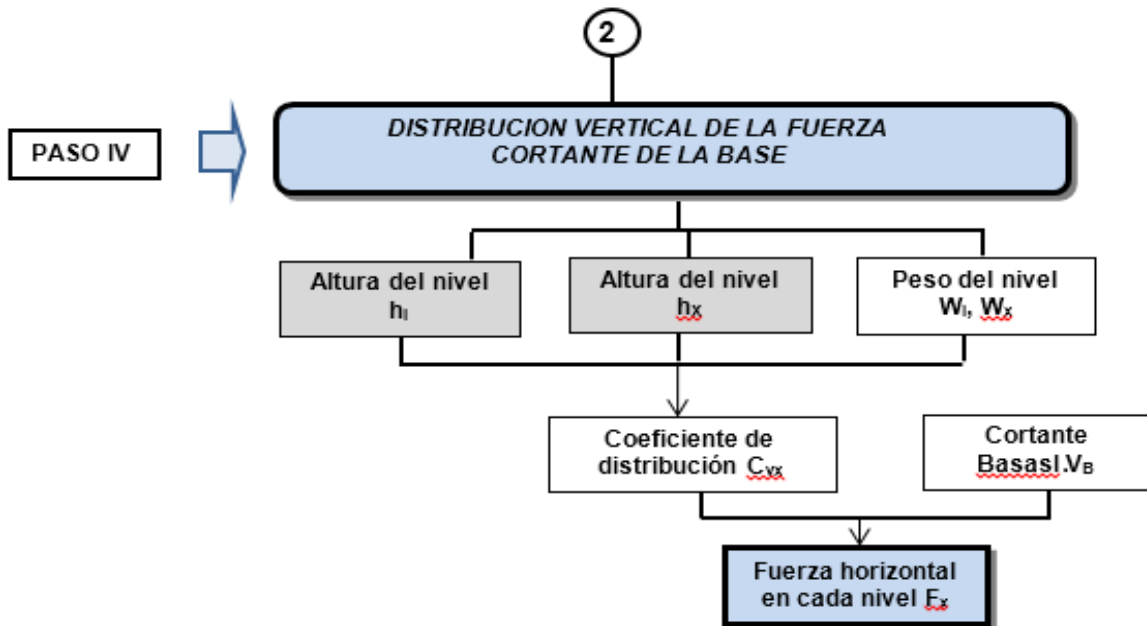 2
DISTRIBUCION VERTICAL DE LA FUERZA
CORTANTE DE LA BASE
PASO IV
Altura del nivel
hI
Altura del nivel
hX
Peso del nivel
WI, WX
Coeficiente de
distribución CVX
Cortante
Basasl.VB
Fuerza horizontal
en cada nivel Fx